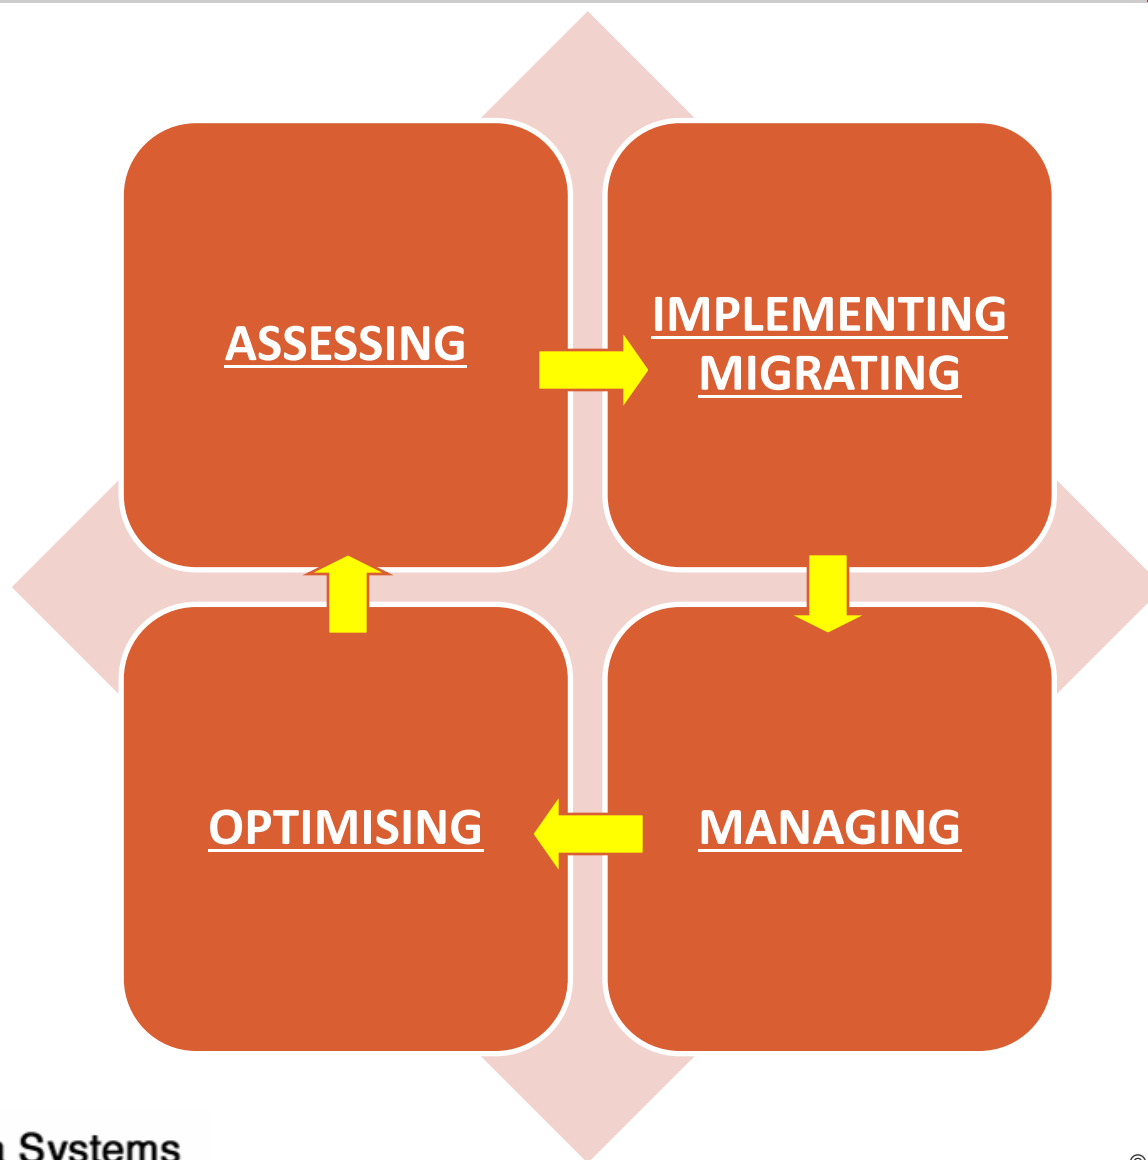 ASSESSING
IMPLEMENTING
MIGRATING
OPTIMISING
MANAGING
Systems
©